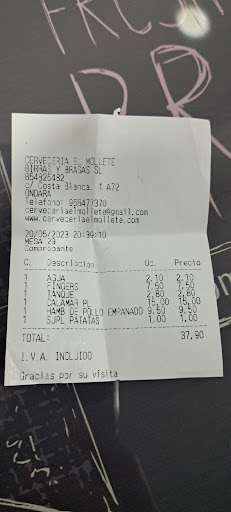 CERVECERIA EL MOLLETE
BIRRAS Y BRASAS SL
B54926482
c/ Costa Blanca, 1 A72
ONDARA
Telefono: 966477370
cerveceriaelmollete@gmail.com
www.cerveceriaelmollete.com
20/05/2023 20:39:10
MESA 29
Comprobante
C. Descripcion Ud. Precio
1 AGUA 2,10 2,10
1 FINGERS 7,50 7,50
1 TANQUE 2,80 2,80
1 CALAMAR PL 15,00 15,00
1 HAMB DE POLLO EMPANADO 9,50 9,50
1 SUPL PATATAS 1,00 1,00
TOTAL: 37,90
I.V.A. INCLUIDO
Gracias por su visita